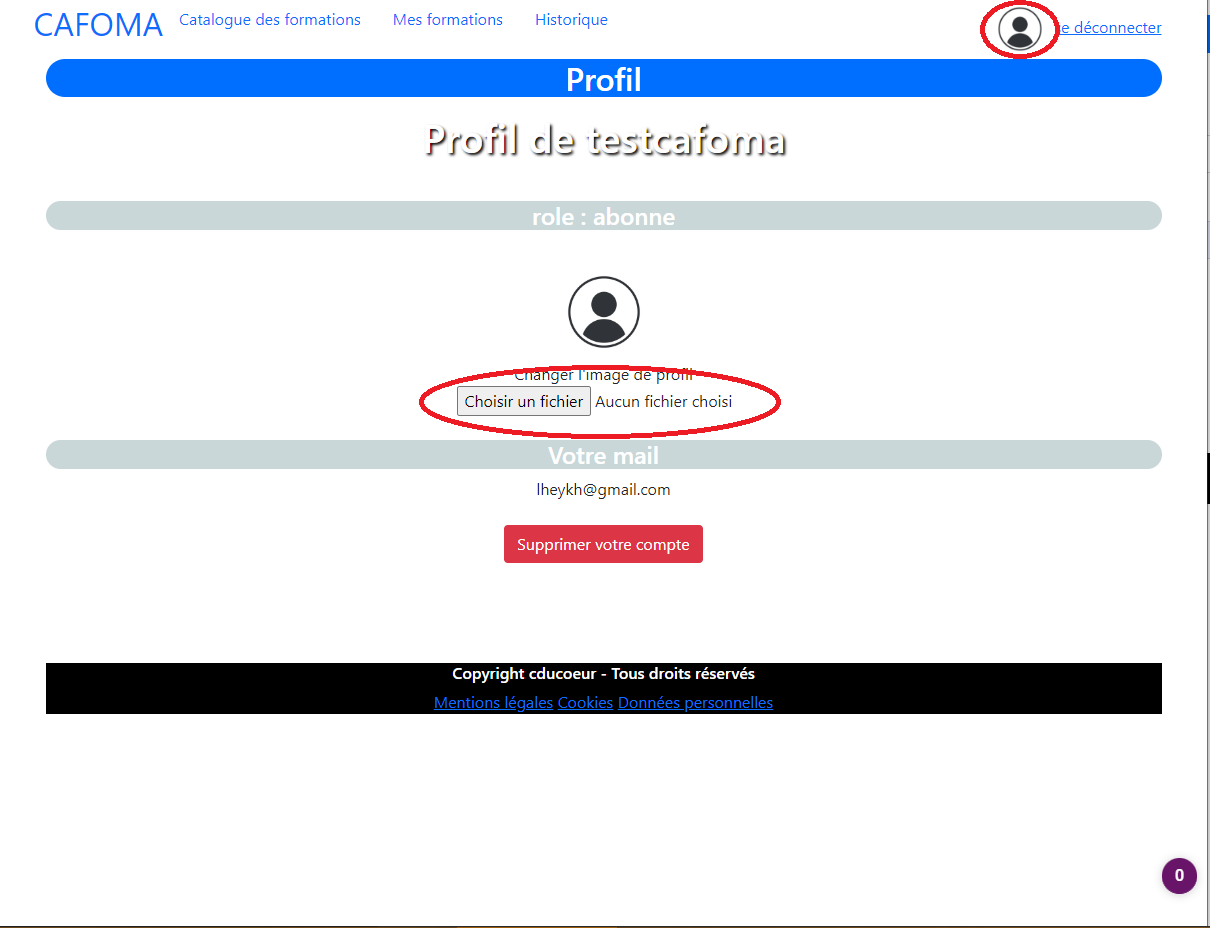 CAFOMA Catalogue des formations Mes formations Historique e déconnecter
Profil
Profil de testcafoma
role : abonne
Changer l'image de profil
Choisir un fichier Aucun fichier choisi
Votre mail
lheykh@gmail.com
Supprimer votre compte
Copyright cducoeur - Tous droits réservés
Mentions légales Cookies Données personnelles
0